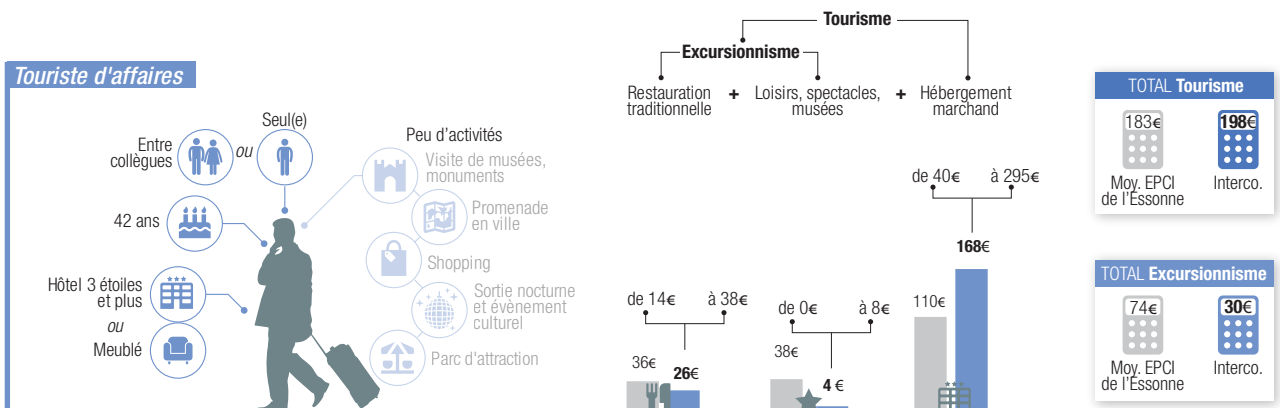 Touriste d'affaires
Seul(e)
Entre
collègues
ou
42 ans
Hôtel 3 étoiles
et plus
ou
Meublé
Peu d'activités
Visite de musées,
monuments
Promenade
en ville
Shopping
Sortie nocturne
et évènement
culturel
Parc d'attraction
Tourisme
Excursionnisme
Restauration
traditionnelle
+
Loisirs, spectacles,
musées
+
Hébergement
marchand
de 14€ à 38€
36€
26€
de 0€ à 8€
38€
4 €
de 40€ à 295€
110€
168€
TOTAL Tourisme
183€
198€
Moy. EPCI
de l'Essonne
Interco.
TOTAL Excursionnisme
74€
30€
Moy. EPCI
de l'Essonne
Interco.